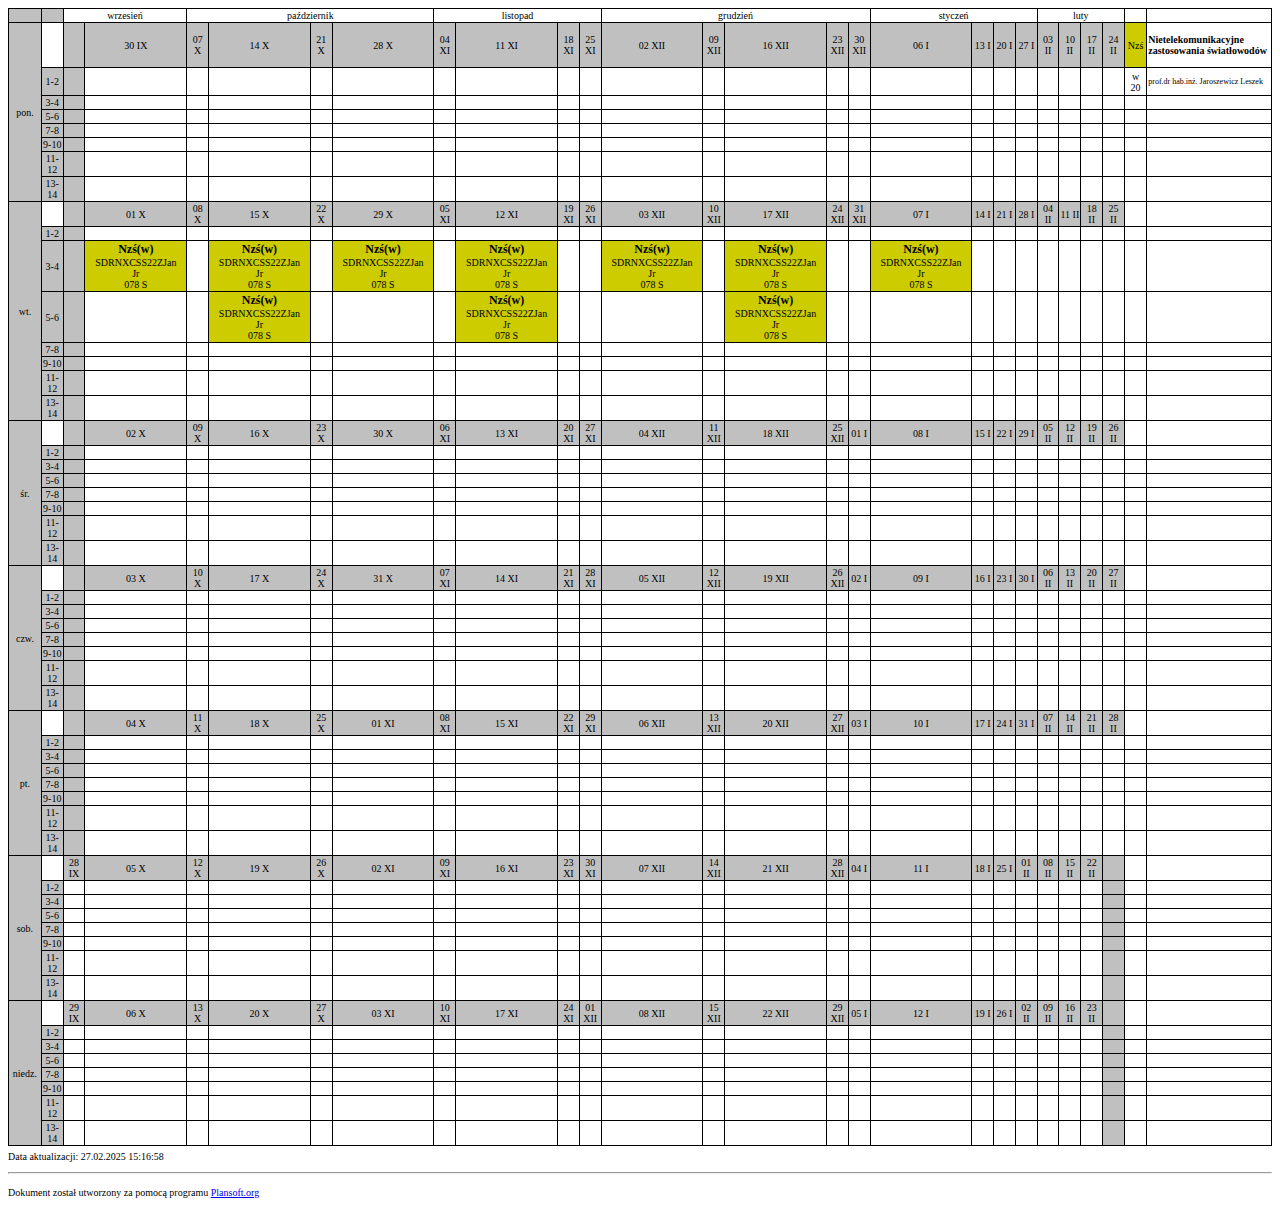 wrzesień październik listopad grudzień styczeń luty
pon. 30 IX 07 X 14 X 21 X 28 X 04 XI 11 XI 18 XI 25 XI 02 XII 09 XII 16 XII 23 XII 30 XII 06 I 13 I 20 I 27 I 03 II 10 II 17 II 24 II Nzś Nietelekomunikacyjne zastosowania światłowodów
1-2 w 20 prof.dr hab.inż. Jaroszewicz Leszek
3-4
5-6
7-8
9-10
11-12
13-14
wt. 01 X 08 X 15 X 22 X 29 X 05 XI 12 XI 19 XI 26 XI 03 XII 10 XII 17 XII 24 XII 31 XII 07 I 14 I 21 I 28 I 04 II 11 II 18 II 25 II
1-2
Nzś(w) Nzś(w) Nzś(w) Nzś(w) Nzś(w) Nzś(w) Nzś(w)
3-4 SDRNXCSS22ZJan SDRNXCSS22ZJan SDRNXCSS22ZJan SDRNXCSS22ZJan SDRNXCSS22ZJan SDRNXCSS22ZJan SDRNXCSS22ZJan
Jr Jr Jr Jr Jr Jr Jr
078 S 078 S 078 S 078 S 078 S 078 S 078 S
Nzś(w) Nzś(w) Nzś(w)
5-6 SDRNXCSS22ZJan SDRNXCSS22ZJan SDRNXCSS22ZJan
Jr Jr Jr
078 S 078 S 078 S
7-8
9-10
11-12
13-14
śr. 02 X 09 X 16 X 23 X 30 X 06 XI 13 XI 20 XI 27 XI 04 XII 11 XII 18 XII 25 XII 01 I 08 I 15 I 22 I 29 I 05 II 12 II 19 II 26 II
1-2
3-4
5-6
7-8
9-10
11-12
13-14
czw. 03 X 10 X 17 X 24 X 31 X 07 XI 14 XI 21 XI 28 XI 05 XII 12 XII 19 XII 26 XII 02 I 09 I 16 I 23 I 30 I 06 II 13 II 20 II 27 II
1-2
3-4
5-6
7-8
9-10
11-12
13-14
pt. 04 X 11 X 18 X 25 X 01 XI 08 XI 15 XI 22 XI 29 XI 06 XII 13 XII 20 XII 27 XII 03 I 10 I 17 I 24 I 31 I 07 II 14 II 21 II 28 II
1-2
3-4
5-6
7-8
9-10
11-12
13-14
sob. 28 IX 05 X 12 X 19 X 26 X 02 XI 09 XI 16 XI 23 XI 30 XI 07 XII 14 XII 21 XII 28 XII 04 I 11 I 18 I 25 I 01 II 08 II 15 II 22 II
1-2
3-4
5-6
7-8
9-10
11-12
13-14
niedz. 29 IX 06 X 13 X 20 X 27 X 03 XI 10 XI 17 XI 24 XI 01 XII 08 XII 15 XII 22 XII 29 XII 05 I 12 I 19 I 26 I 02 II 09 II 16 II 23 II
1-2
3-4
5-6
7-8
9-10
11-12
13-14
Data aktualizacji: 27.02.2025 15:16:58
Dokument został utworzony za pomocą programu Plansoft.org